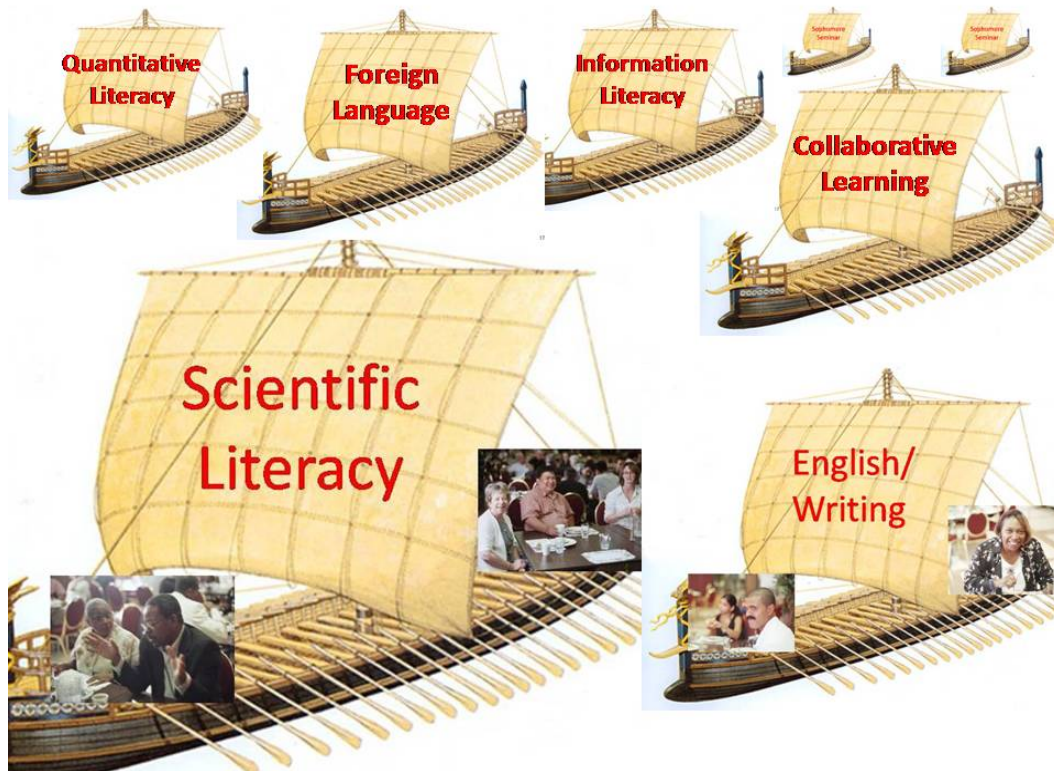 Quantitative
Literacy
Foreign
Language
Information
Literacy
Sophomore
Seminar
Sophomore
Seminar
Collaborative
Learning
Scientific
Literacy
English/
Writing